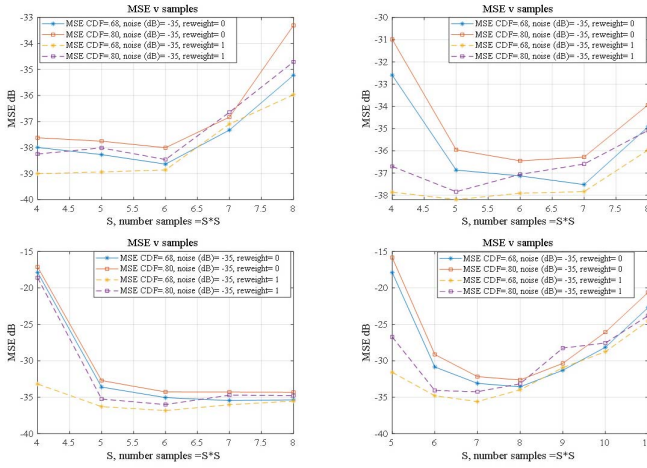 MSE v samples
MSE CDF=.68, noise (dB)= -35, reweight= 0
MSE CDF=.80, noise (dB)= -35, reweight= 0
MSE CDF=.68, noise (dB)= -35, reweight= 1
MSE CDF=.80, noise (dB)= -35, reweight= 1
MSE dB
-33
-34
-35
-36
-37
-38
-39
-40
4 4.5 5 5.5 6 6.5 7 7.5 8
S, number samples =S*S
MSE v samples
MSE CDF=.68, noise (dB)= -35, reweight= 0
MSE CDF=.80, noise (dB)= -35, reweight= 0
MSE CDF=.68, noise (dB)= -35, reweight= 1
MSE CDF=.80, noise (dB)= -35, reweight= 1
MSE dB
-30
-31
-32
-33
-34
-35
-36
-37
-38
4 4.5 5 5.5 6 6.5 7 7.5 8
S, number samples =S*S
MSE v samples
MSE CDF=.68, noise (dB)= -35, reweight= 0
MSE CDF=.80, noise (dB)= -35, reweight= 0
MSE CDF=.68, noise (dB)= -35, reweight= 1
MSE CDF=.80, noise (dB)= -35, reweight= 1
MSE dB
-15
-20
-25
-30
-35
-40
4 4.5 5 5.5 6 6.5 7 7.5 8
S, number samples =S*S
MSE v samples
MSE CDF=.68, noise (dB)= -35, reweight= 0
MSE CDF=.80, noise (dB)= -35, reweight= 0
MSE CDF=.68, noise (dB)= -35, reweight= 1
MSE CDF=.80, noise (dB)= -35, reweight= 1
MSE dB
-15
-20
-25
-30
-35
-40
5 6 7 8 9 10
S, number samples =S*S